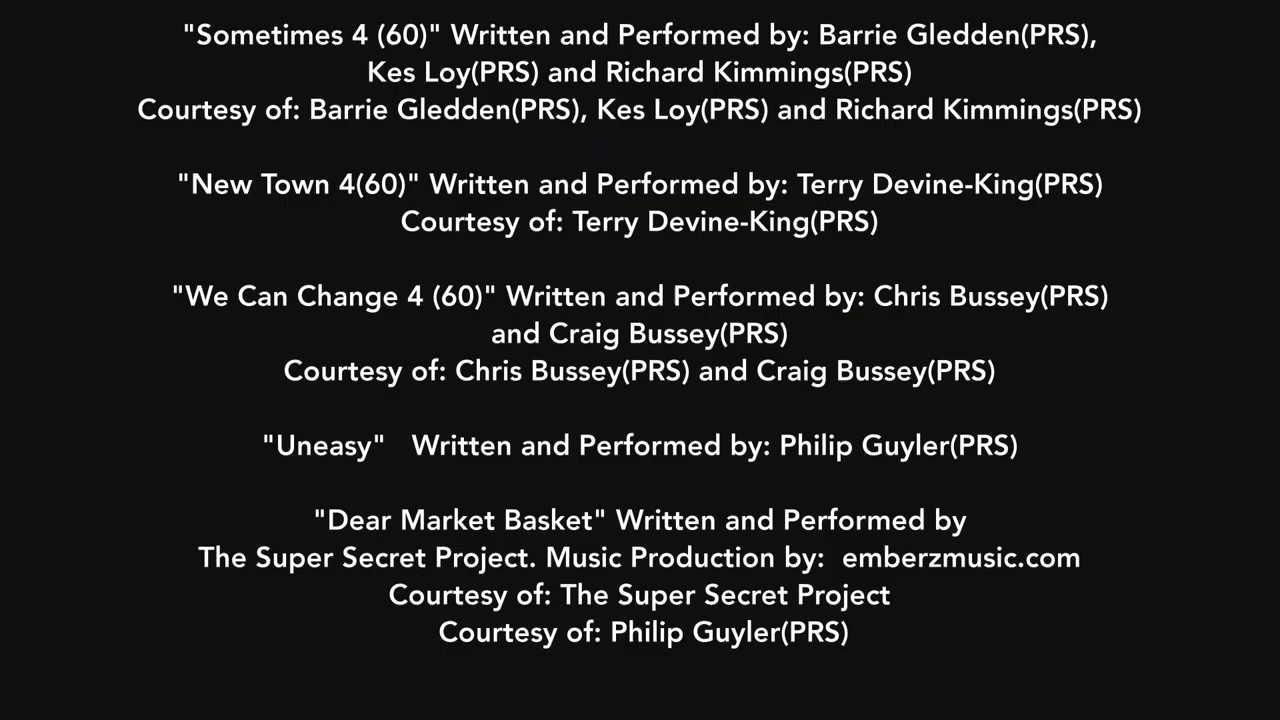 "Sometimes 4 (60)" Written and Performed by: Barrie Gledden(PRS),
Kes Loy(PRS) and Richard Kimmings(PRS)
Courtesy of: Barrie Gledden(PRS), Kes Loy(PRS) and Richard Kimmings(PRS)
"New Town 4(60)" Written and Performed by: Terry Devine-King(PRS)
Courtesy of: Terry Devine-King(PRS)
"We Can Change 4 (60)" Written and Performed by: Chris Bussey(PRS)
and Craig Bussey(PRS)
Courtesy of: Chris Bussey(PRS) and Craig Bussey(PRS)
"Uneasy"   Written and Performed by: Philip Guyler(PRS)
"Dear Market Basket" Written and Performed by
The Super Secret Project. Music Production by:  emberzmusic.com
Courtesy of: The Super Secret Project
Courtesy of: Philip Guyler(PRS)